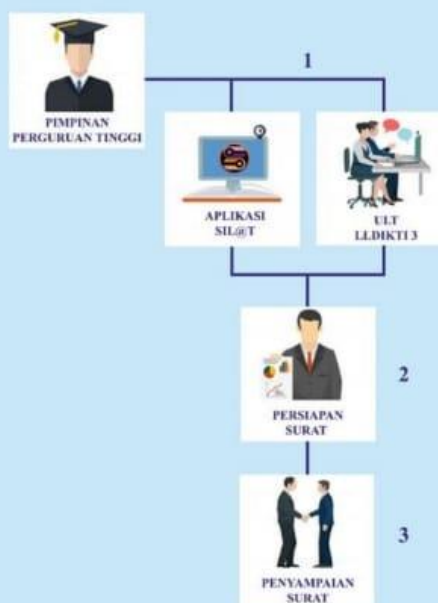 1
PIMPINAN
PERGURUAN TINGGI
APLIKASI
SIL@T
ULT
LLDIKTI 3
2
PERSIAPAN
SURAT
3
PENYAMPAIAN
SURAT